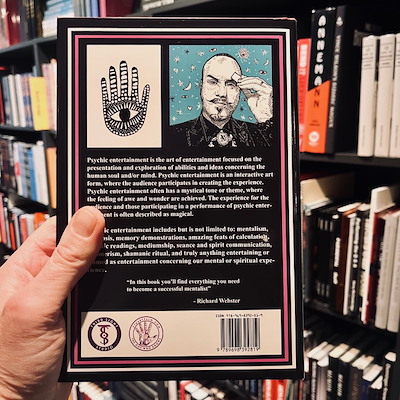 Psychic entertainment is the art of entertainment focused on the
presentation and exploration of abilities and ideas concerning the
human soul and/or mind. Psychic entertainment is an interactive art
form, where the audience participates in creating the experience.
Psychic entertainment often has a mystical tone or theme, where
the feeling of awe and wonder are achieved. The experience for the
audience and those participating in a performance of psychic enter-
ment is often described as magical.
entertainment includes but is not limited to: mentalism,
memory demonstrations, amazing feats of calculation,
readings, mediumship, seance and spirit communication,
shamanic ritual, and truly anything entertaining or
as entertainment concerning our mental or spiritual expe-
"In this book you'll find everything you need
to become a successful mentalist"
- Richard Webster
ANNEMANN